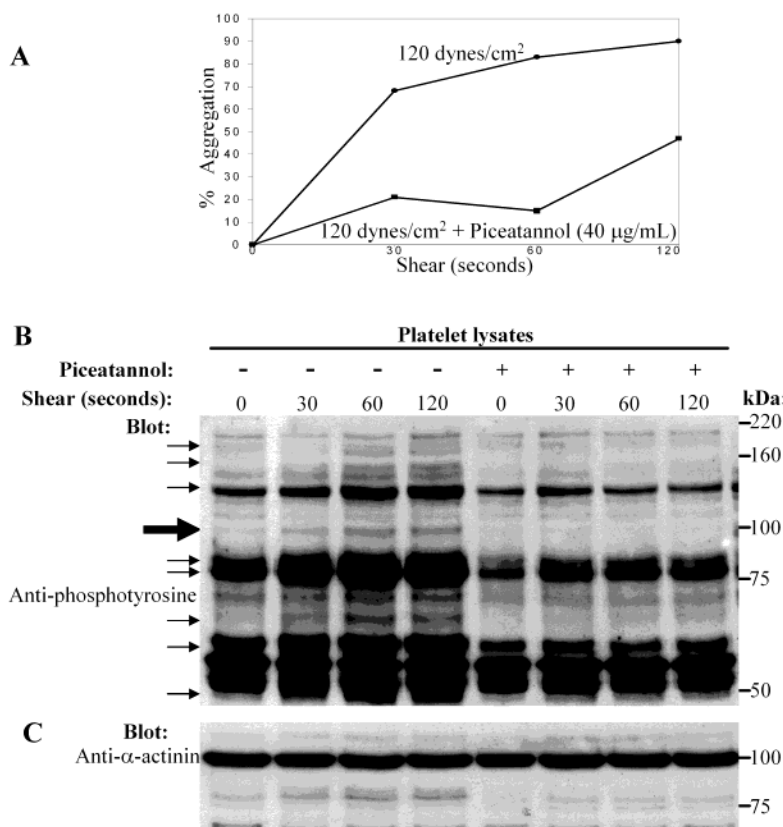 A
% Aggregation
100
90
80
70
60
50
40
30
20
10
0
120 dynes/cm²
120 dynes/cm² + Piceatannol (40 μg/mL)
0 30 60 120
Shear (seconds)
B
Platelet lysates
Piceatannol: - - - - + + + +
Shear (seconds): 0 30 60 120 0 30 60 120 kDa:
Blot:
220
160
100
75
Anti-phosphotyrosine
50
C
Blot:
Anti-α-actinin
100
75